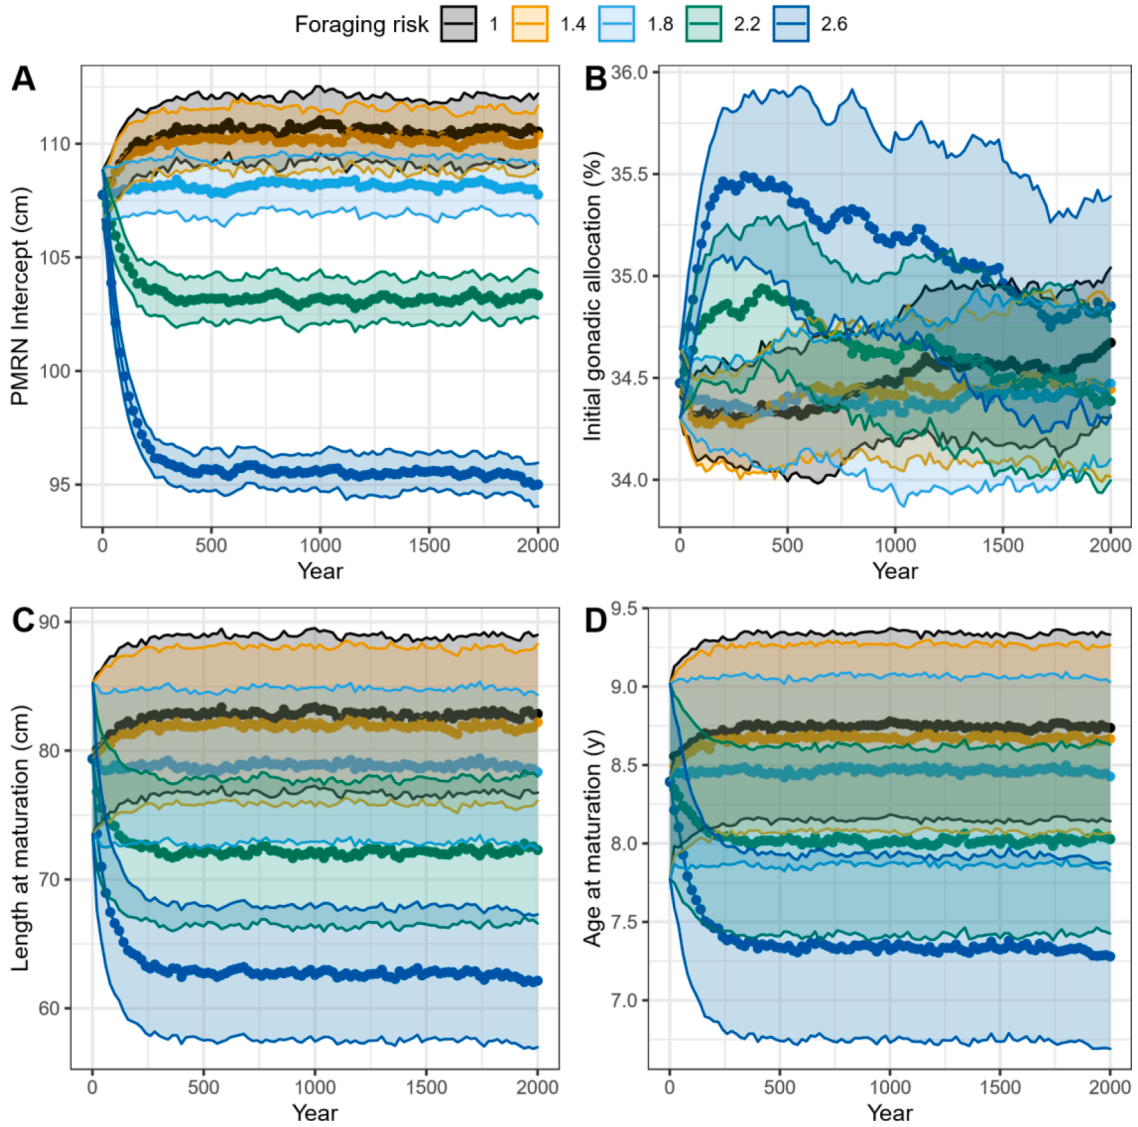 Foraging risk 1 1.4 1.8 2.2 2.6
A
PMRN Intercept (cm)
110
105
100
95
0 500 1000 1500 2000
Year
B
Initial gonadic allocation (%)
36.0
35.5
35.0
34.5
34.0
0 500 1000 1500 2000
Year
C
Length at maturation (cm)
90
80
70
60
0 500 1000 1500 2000
Year
D
Age at maturation (y)
9.5
9.0
8.5
8.0
7.5
7.0
0 500 1000 1500 2000
Year